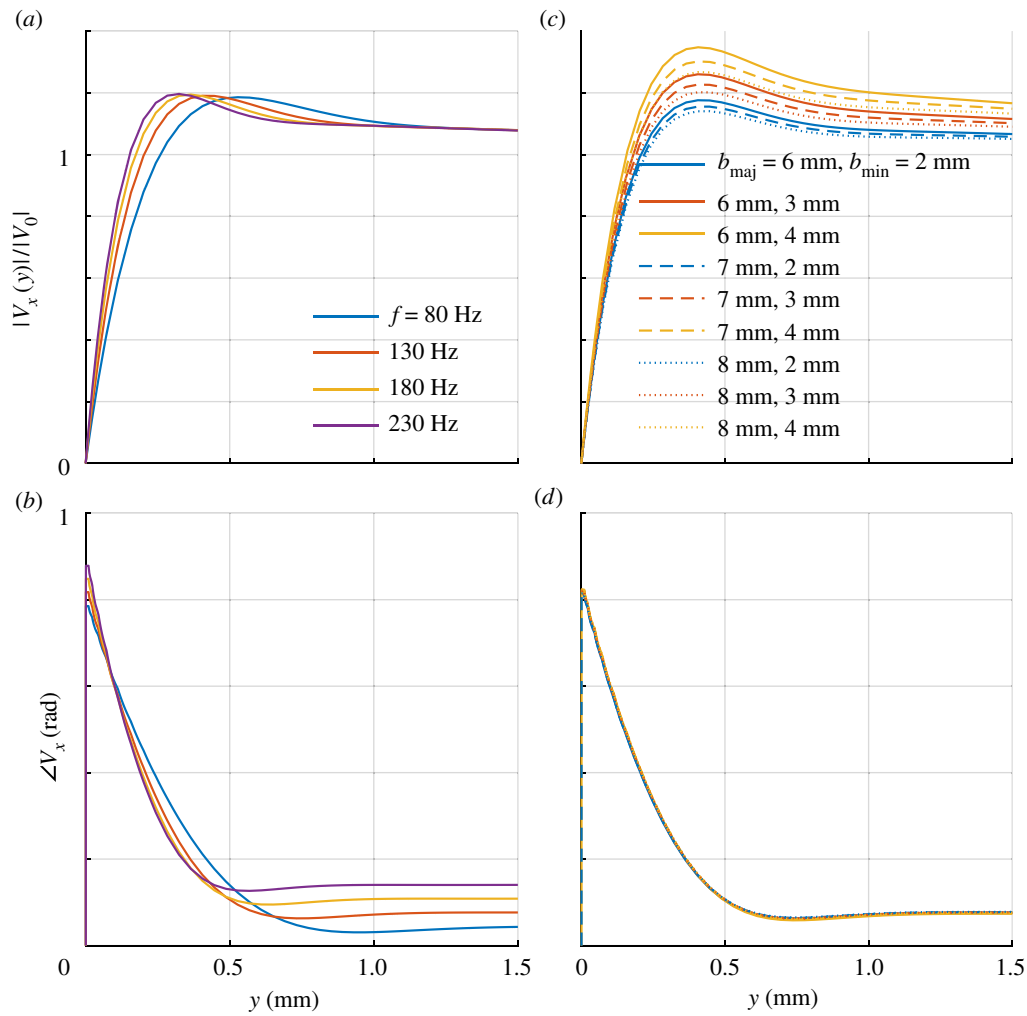 (a)
|V_x (y)| / |V_0|
1
0
f = 80 Hz
130 Hz
180 Hz
230 Hz
(c)
b_maj = 6 mm, b_min = 2 mm
6 mm, 3 mm
6 mm, 4 mm
7 mm, 2 mm
7 mm, 3 mm
7 mm, 4 mm
8 mm, 2 mm
8 mm, 3 mm
8 mm, 4 mm
(b)
1
∠V_x (rad)
0
0.5
1.0
1.5
y (mm)
(d)
0
0.5
1.0
1.5
y (mm)